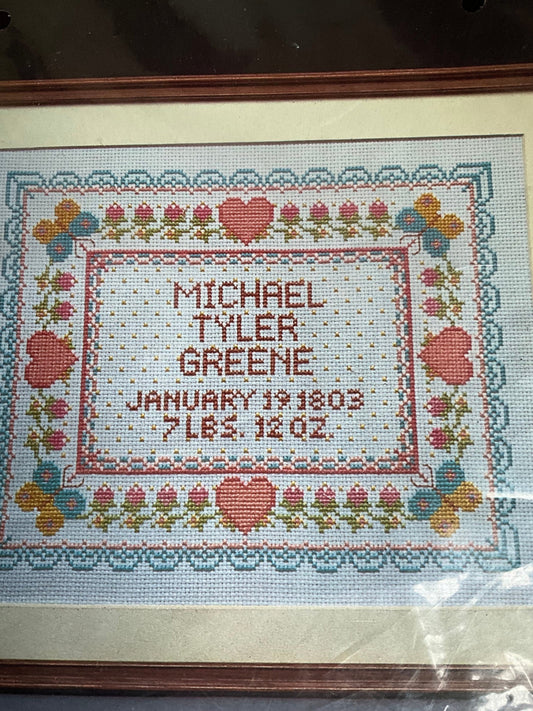 MICHAEL
TYLER
GREENE
JANUARY 19 1803
7 LBS. 12 OZ.